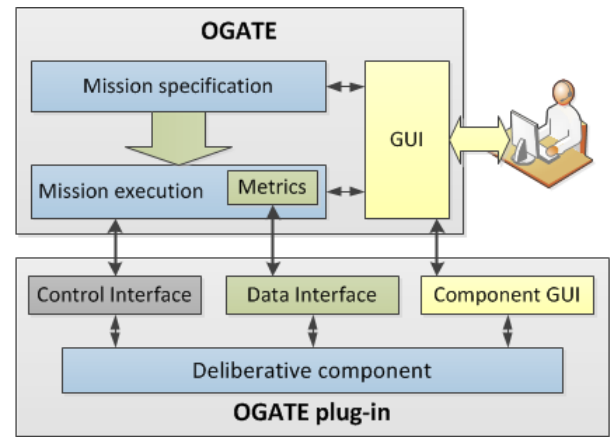 OGATE
Mission specification
GUI
Mission execution
Metrics
Control Interface
Data Interface
Component GUI
Deliberative component
OGATE plug-in